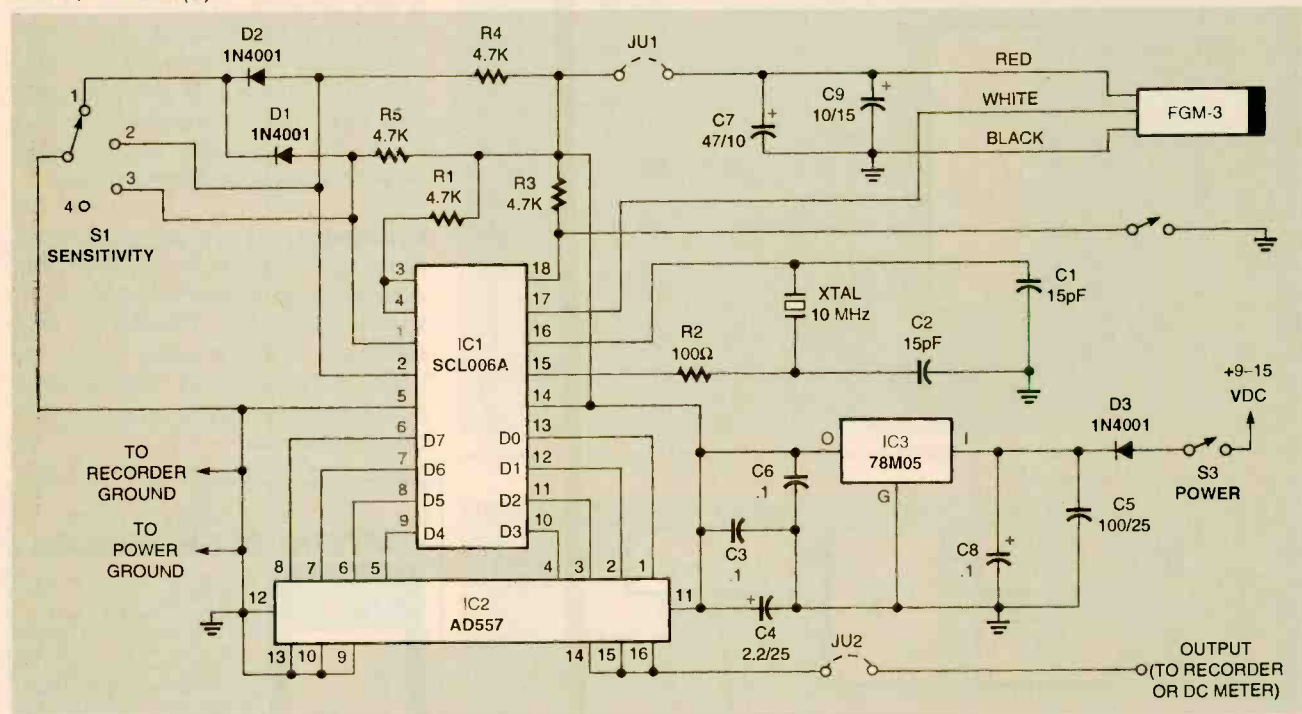 D2
1N4001
R4
4.7K
JU1
D1
1N4001
R5
4.7K
R1
4.7K
R3
4.7K
C7
47/10
C9
10/15
+
+
RED
WHITE
BLACK
FGM-3
1
2
3
4
S1
SENSITIVITY
3
4
1
2
5
6
7
8
9
IC1
SCL006A
D7
D6
D5
D4
18
17
16
15
14
13
12
11
10
D0
D1
D2
D3
XTAL
10 MHz
C1
15pF
R2
100Ω
C2
15pF
+9–15
VDC
D3
1N4001
S3
POWER
O
IC3
78M05
I
G
C6
.1
C3
.1
+
C4
2.2/25
+
C8
.1
C5
100/25
TO
RECORDER
GROUND
TO
POWER
GROUND
8
7
6
5
4
3
2
1
12
IC2
AD557
11
13
10
9
14
15
16
JU2
OUTPUT
(TO RECORDER
OR DC METER)